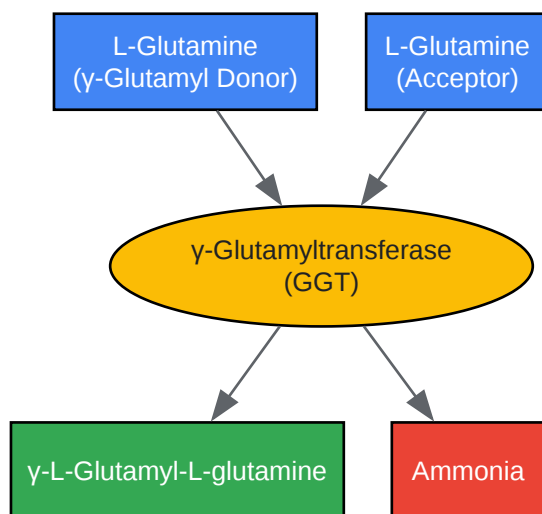 L-Glutamine
(γ-Glutamyl Donor)
L-Glutamine
(Acceptor)
γ-Glutamyltransferase
(GGT)
γ-L-Glutamyl-L-glutamine
Ammonia